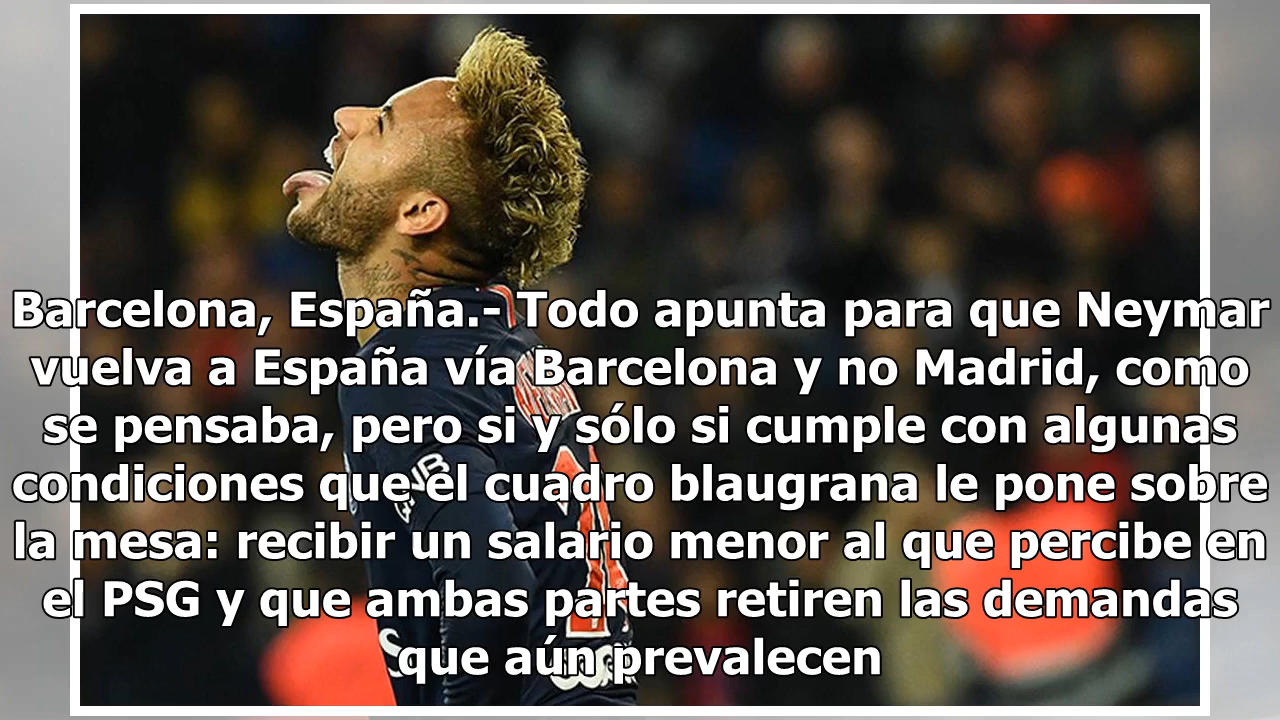 Barcelona, España.- Todo apunta para que Neymar
vuelva a España vía Barcelona y no Madrid, como
se pensaba, pero si y sólo si cumple con algunas
condiciones que el cuadro blaugrana le pone sobre
la mesa: recibir un salario menor al que percibe en
el PSG y que ambas partes retiren las demandas
que aún prevalecen